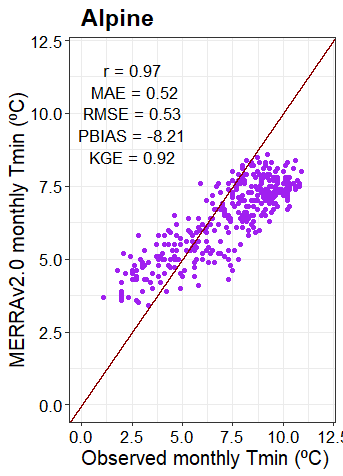 Alpine
r = 0.97
MAE = 0.52
RMSE = 0.53
PBIAS = -8.21
KGE = 0.92
MERRAv2.0 monthly Tmin (ºC)
12.5
10.0
7.5
5.0
2.5
0.0
0.0 2.5 5.0 7.5 10.0 12.5
Observed monthly Tmin (ºC)